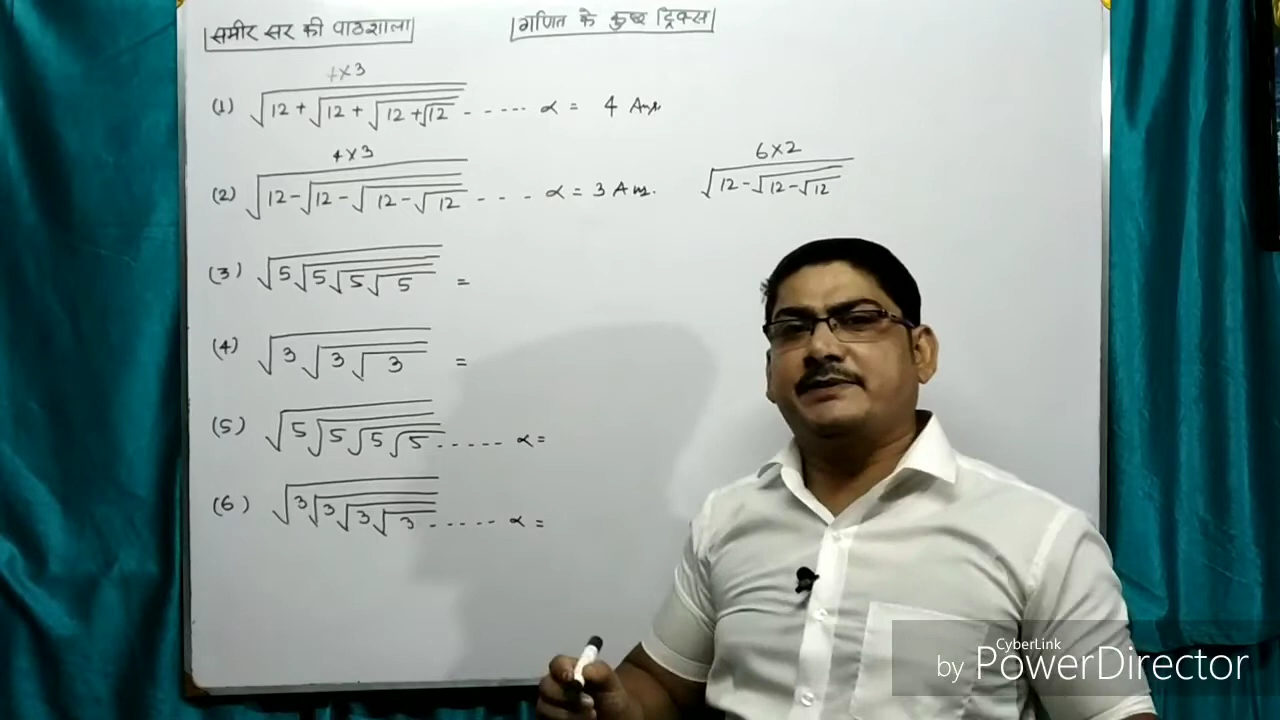 समीर सर की पाठशाला
गणित के कुछ ट्रिक्स
4×3
(1) √12 + √12 + √12 + √12 - - - - - ∝ = 4 Ans
4×3
(2) √12 - √12 - √12 - √12 - - - ∝ = 3 Ans.
6×2
√12 - √12 - √12
(3) √5√5√5√5 =
(4) √3√3√3 =
(5) √5√5√5√5 - - - - - ∝ =
(6) √3√3√3√3 - - - - - ∝ =
CyberLink
by PowerDirector